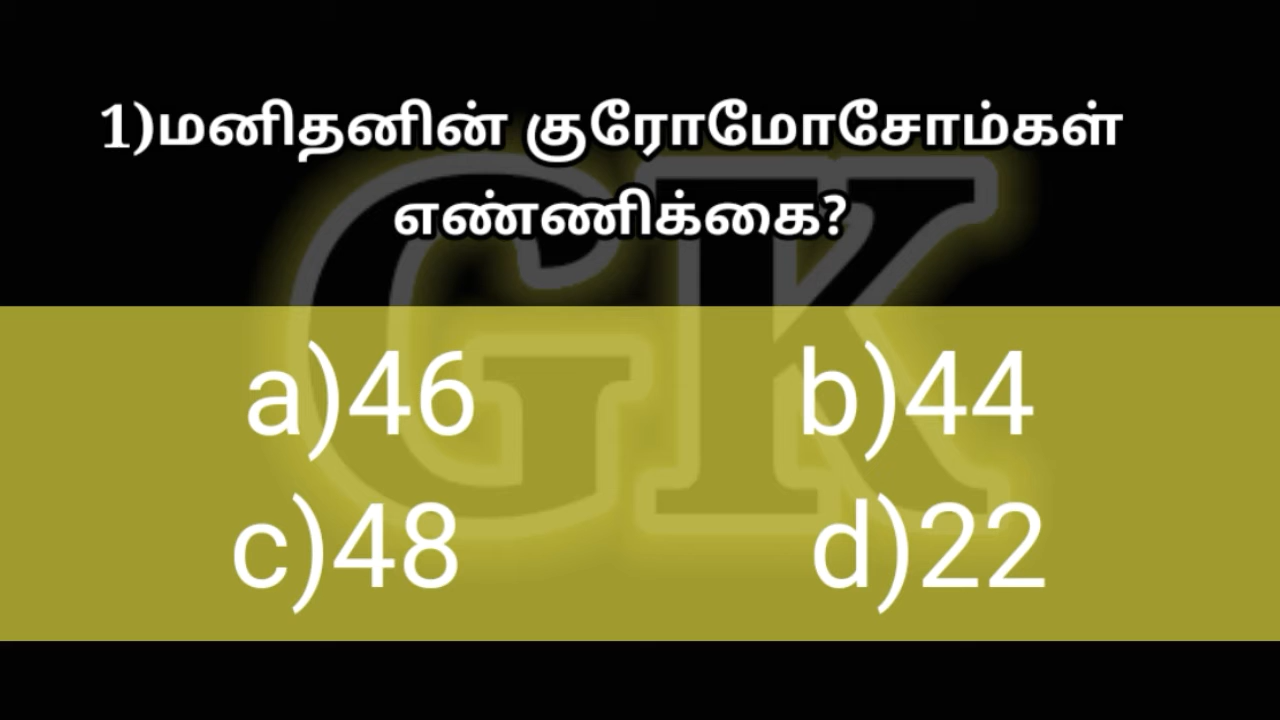 1)மனிதனின் குரோமோசோம்கள்
எண்ணிக்கை?
GK
a)46 b)44
c)48 d)22